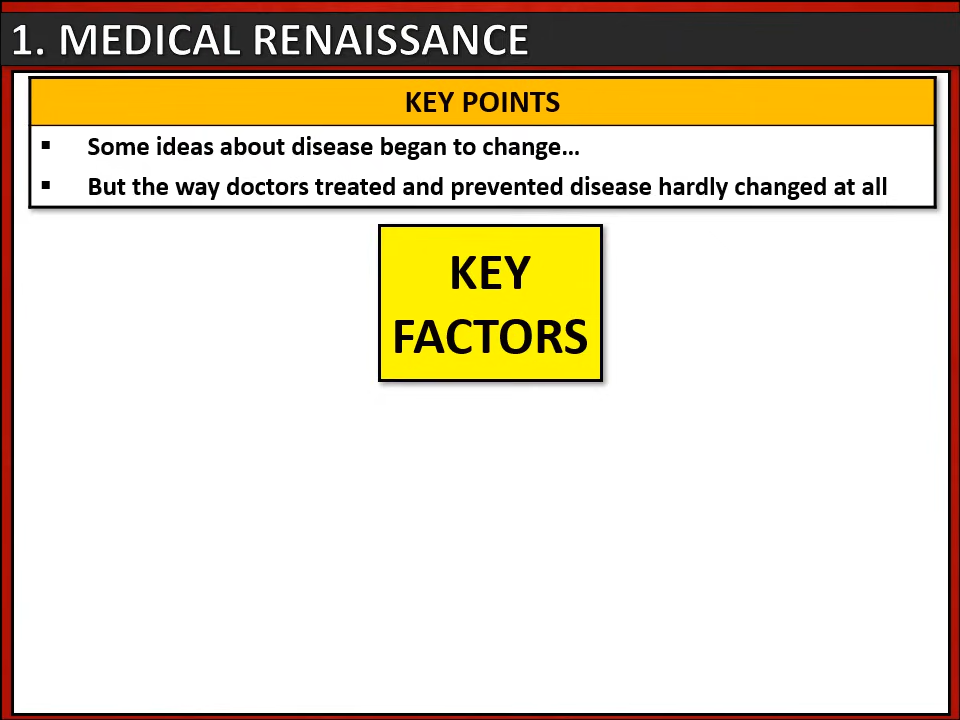 1. MEDICAL RENAISSANCE
KEY POINTS
▪ Some ideas about disease began to change…
▪ But the way doctors treated and prevented disease hardly changed at all
KEY
FACTORS